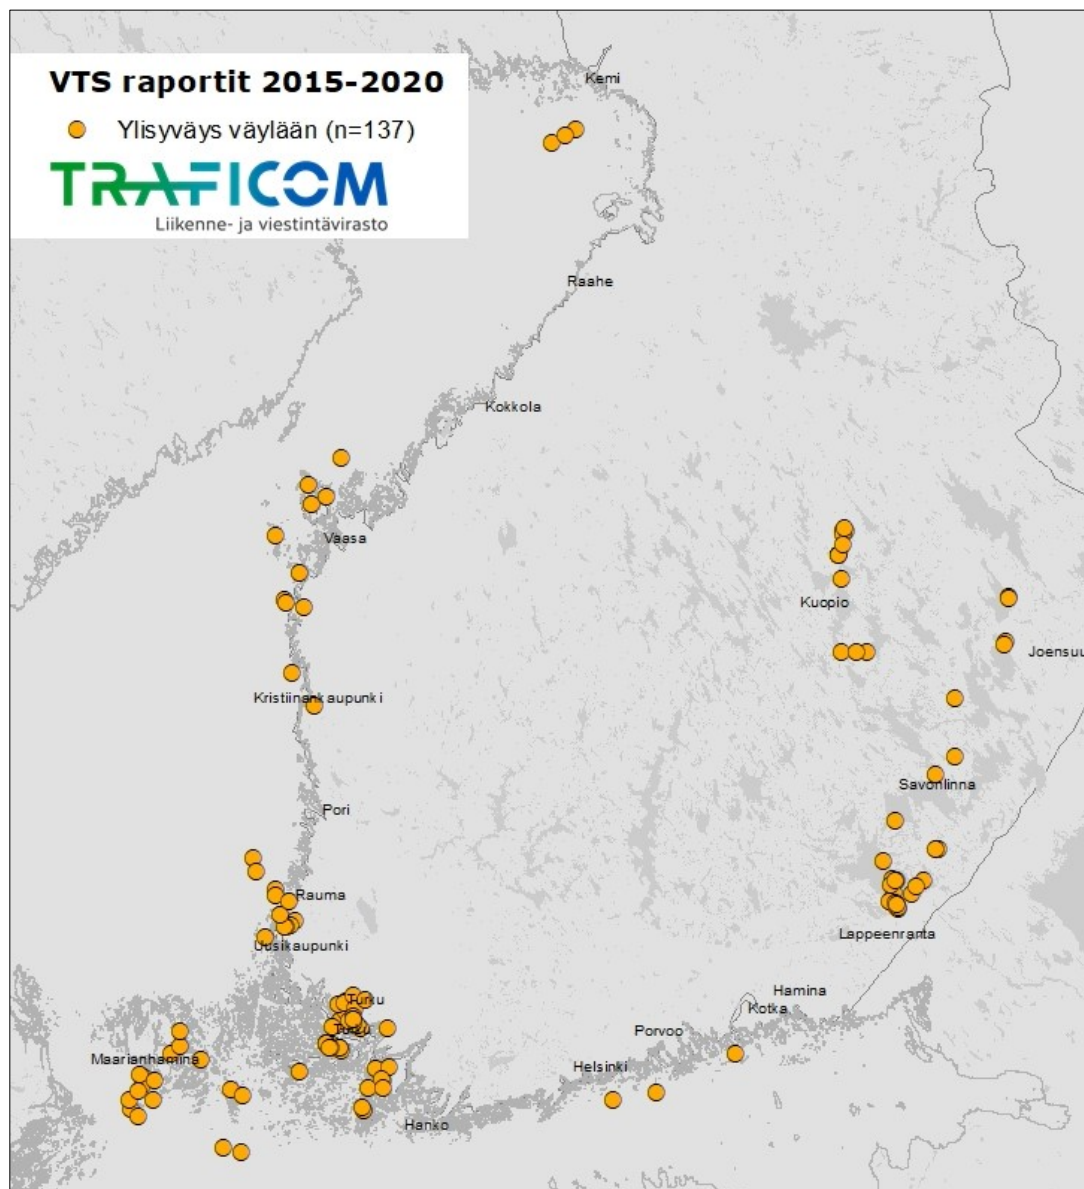 VTS raportit 2015-2020
Ylisyväys väylään (n=137)
TRAFICOM
Liikenne- ja viestintävirasto
Kemi
Raahe
Kokkola
Vaasa
Kuopio
Joensuu
Kristiinankaupunki
Savonlinna
Pori
Rauma
Lappeenranta
Uusikaupunki
Hamina
Turku
Kotka
Turku
Porvoo
Maarianhamina
Helsinki
Hanko